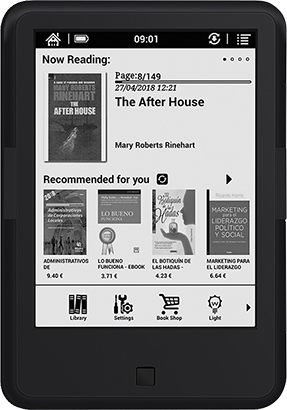 09:01
Now Reading:
MARY ROBERTS
RINEHART
THE
AFTER
HOUSE
Page:8/149
27/04/2018 12:21
The After House
Mary Roberts Rinehart
Recommended for you
Administrativos
de Corporaciones
Locales
LO BUENO
FUNCIONA
El Botiquín
de las
Hadas
MARKETING
para el
LIDERAZGO
POLÍTICO
Y SOCIAL
ADMINISTRATIVOS
DE
9.40 €
LO BUENO
FUNCIONA - EBOOK
3.71 €
EL BOTIQUÍN DE
LAS HADAS -
4.23 €
MARKETING PARA
EL LIDERAZGO
6.64 €
Library
Settings
Book Shop
Light